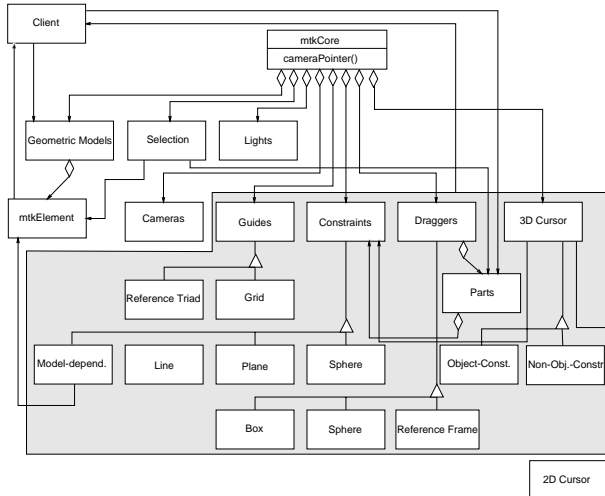 Client
mtkCore
cameraPointer()
Geometric Models
Selection
Lights
mtkElement
Cameras
Guides
Constraints
Draggers
3D Cursor
Reference Triad
Grid
Parts
Model-depend.
Line
Plane
Sphere
Object-Const.
Non-Obj.-Constr
Box
Sphere
Reference Frame
2D Cursor